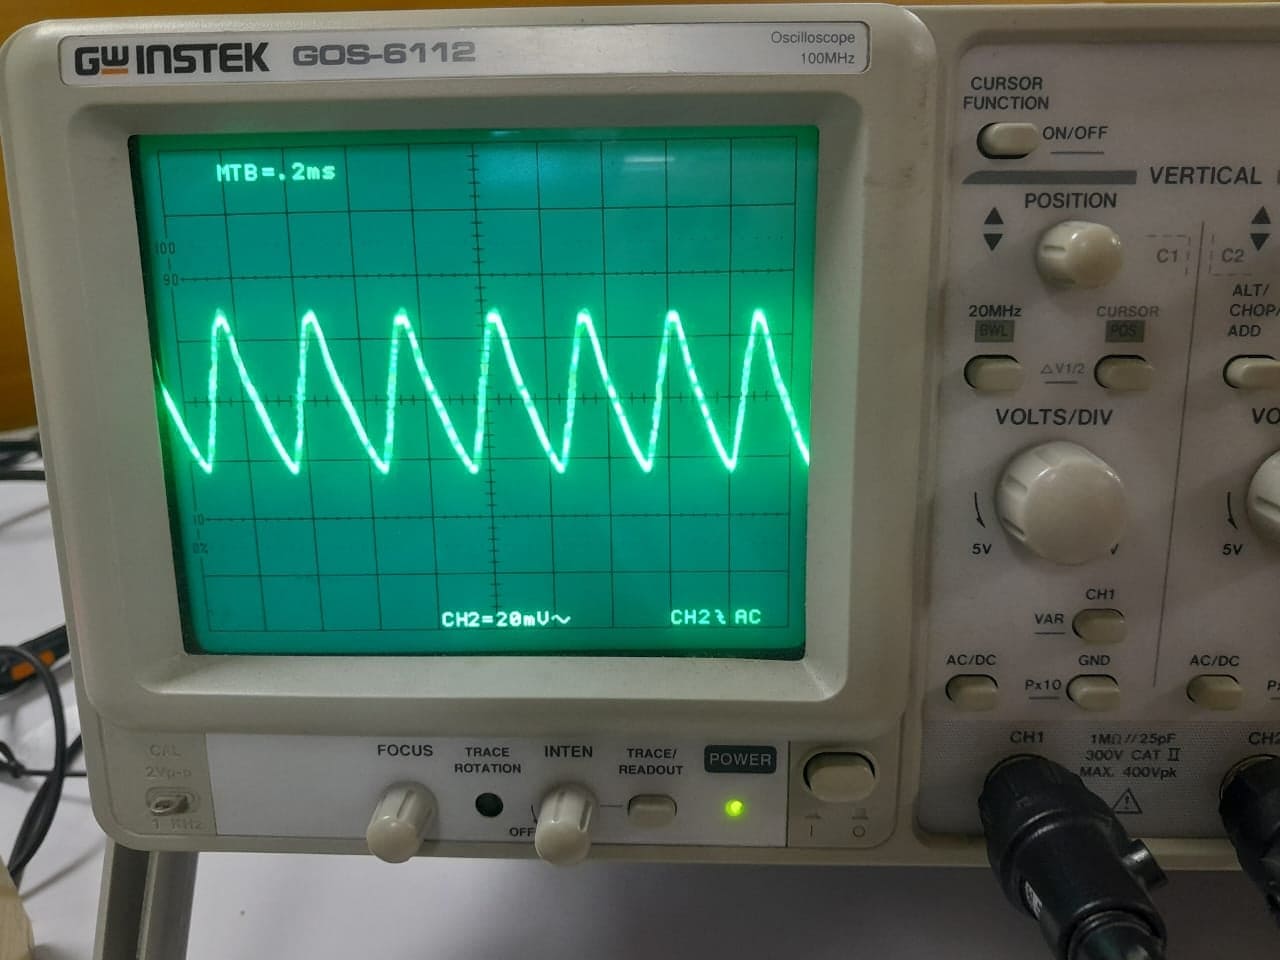 GW INSTEK GOS-6112
Oscilloscope
100MHz
MTB=.2ms
100
90
10
0%
CH2=20mV~
CH2 AC
CURSOR
FUNCTION
ON/OFF
VERTICAL
POSITION
C1
C2
20MHz
BWL
CURSOR
POS
ALT/
CHOP/
ADD
△V1/2
VOLTS/DIV
VO
5V
V
5V
CH1
VAR
AC/DC
GND
AC/DC
Px10
CH1
1MΩ//25pF
300V CAT II
MAX. 400Vpk
CH2
CAL
2Vp-p
1 KHz
FOCUS
TRACE
ROTATION
INTEN
OFF
TRACE/
READOUT
POWER
I
O